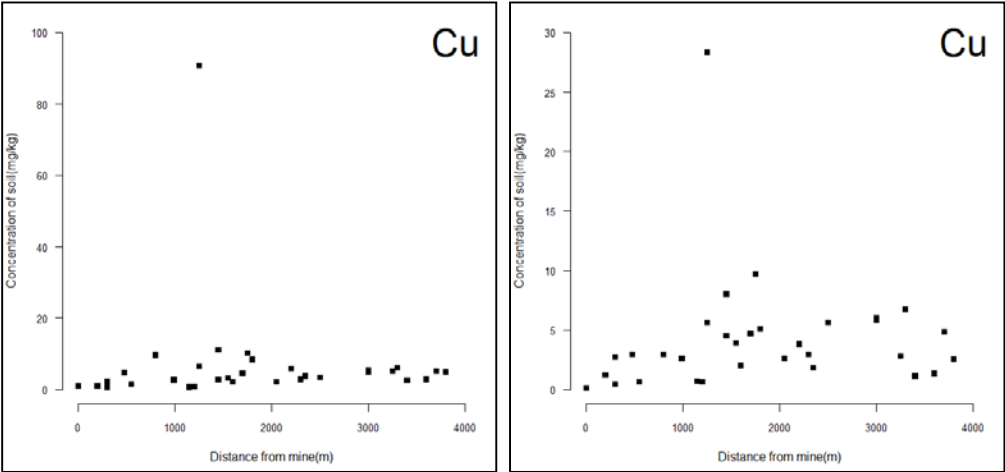 Cu
100
80
60
40
20
0
Concentration of soil(mg/kg)
0 1000 2000 3000 4000
Distance from mine(m)
Cu
30
25
20
15
10
5
0
Concentration of soil(mg/kg)
0 1000 2000 3000 4000
Distance from mine(m)